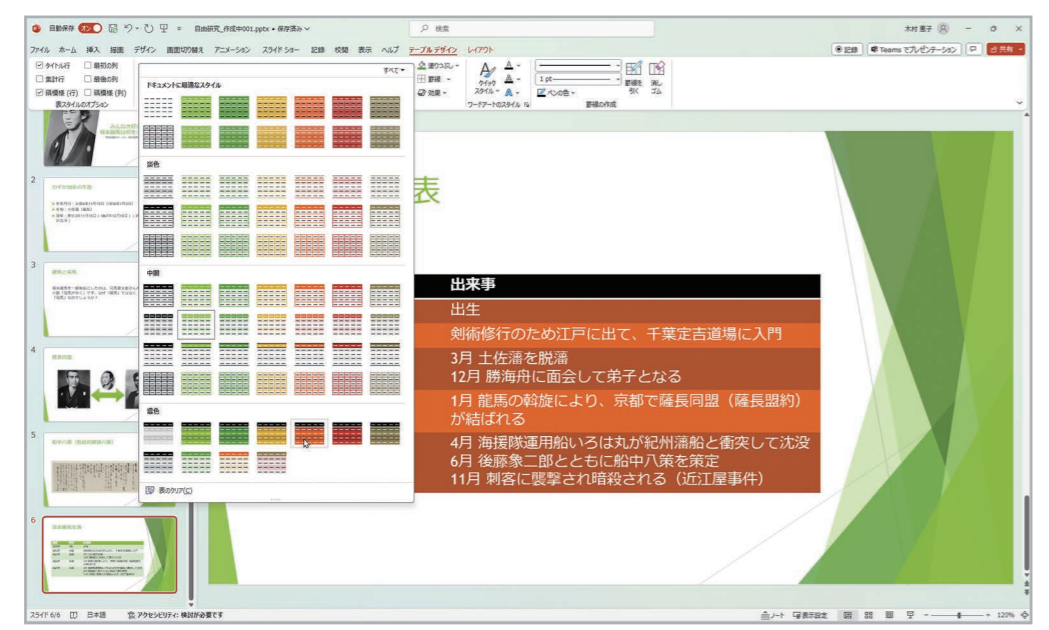 自動保存 オン 自由研究_作成中001.pptx • 保存済み
検索
木村 恵子
ファイル ホーム 挿入 描画 デザイン 画面切り替え アニメーション スライド ショー 記録 校閲 表示 ヘルプ テーブル デザイン レイアウト
記録 Teams でプレゼンテーション 共有
タイトル行 最初の列
集計行 最後の列
縞模様 (行) 縞模様 (列)
表スタイルのオプション
すべて
ドキュメントに最適なスタイル
淡色
中間
濃色
表のクリア(C)
塗りつぶし
罫線
効果
クイック スタイル
ワードアートのスタイル
1 pt
ペンの色
罫線を引く
消しゴム
罫線の作成
2
3
4
5
6
表
出来事
出生
剣術修行のため江戸に出て、千葉定吉道場に入門
3月 土佐藩を脱藩
12月 勝海舟に面会して弟子となる
1月 龍馬の斡旋により、京都で薩長同盟（薩長盟約）
が結ばれる
4月 海援隊運用船いろは丸が紀州藩船と衝突して沈没
6月 後藤象二郎とともに船中八策を策定
11月 刺客に襲撃され暗殺される（近江屋事件）
スライド 6/6 日本語 アクセシビリティ: 検討が必要です
ノート 表示設定 120%